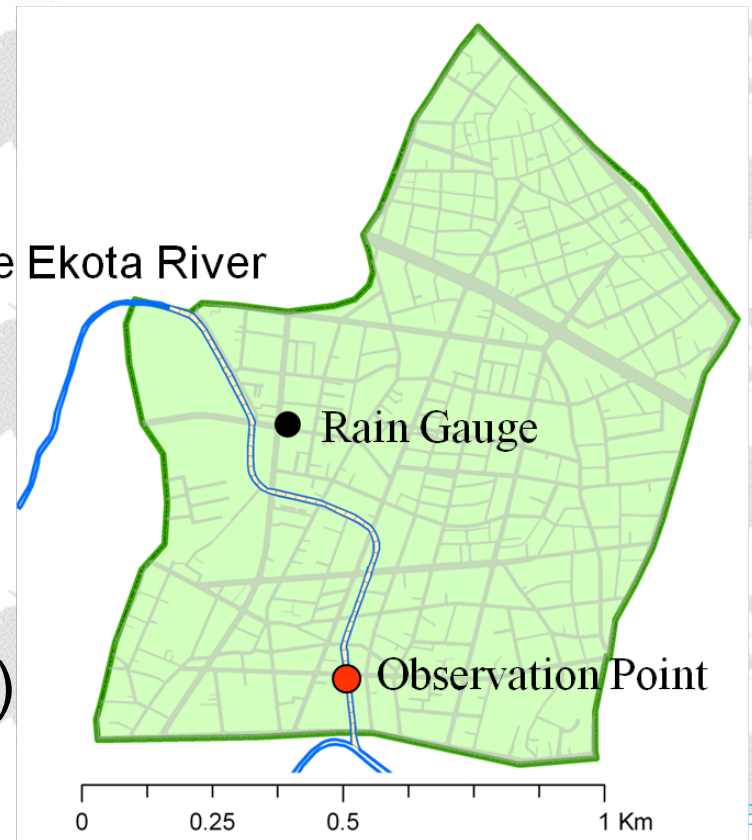 e Ekota River
Rain Gauge
)
Observation Point
0 0.25 0.5 1 Km